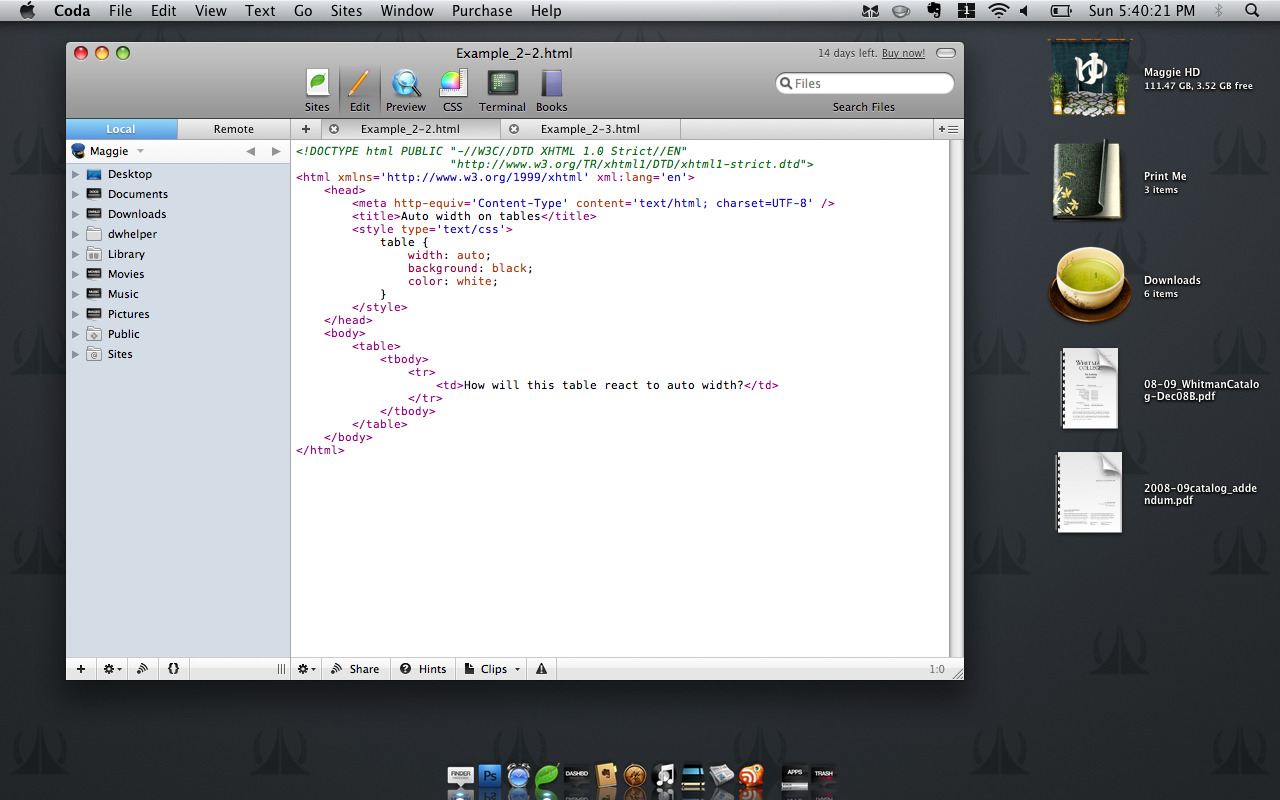 Coda File Edit View Text Go Sites Window Purchase Help 1 Sun 5:40:21 PM
Example_2-2.html
14 days left. Buy now!
Sites Edit Preview CSS Terminal Books
Files
Search Files
Local Remote
+ Example_2-2.html Example_2-3.html
Maggie
Desktop
Documents
Downloads
dwhelper
Library
Movies
Music
Pictures
Public
Sites
<!DOCTYPE html PUBLIC "-//W3C//DTD XHTML 1.0 Strict//EN"
"http://www.w3.org/TR/xhtml1/DTD/xhtml1-strict.dtd">
<html xmlns='http://www.w3.org/1999/xhtml' xml:lang='en'>
<head>
<meta http-equiv='Content-Type' content='text/html; charset=UTF-8' />
<title>Auto width on tables</title>
<style type='text/css'>
table {
width: auto;
background: black;
color: white;
}
</style>
</head>
<body>
<table>
<tbody>
<tr>
<td>How will this table react to auto width?</td>
</tr>
</tbody>
</table>
</body>
</html>
Share Hints Clips 1:0
Maggie HD
111.47 GB, 3.52 GB free
Print Me
3 items
Downloads
6 items
WHITMAN
COLLEGE
08-09_WhitmanCatalo
g-Dec08B.pdf
2008-09catalog_adde
ndum.pdf
FINDER Ps DASHBD APPS TRASH